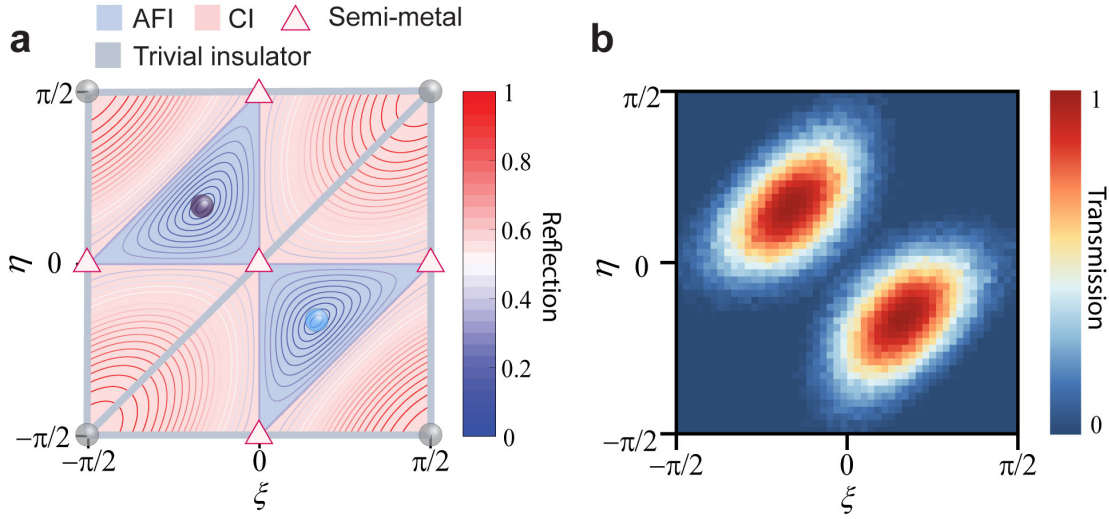 a
AFI CI Semi-metal
Trivial insulator
π/2
0
−π/2
η
−π/2 0 π/2
ξ
1
0.8
0.6
0.4
0.2
0
Reflection
b
π/2
0
−π/2
η
−π/2 0 π/2
ξ
1
0
Transmission